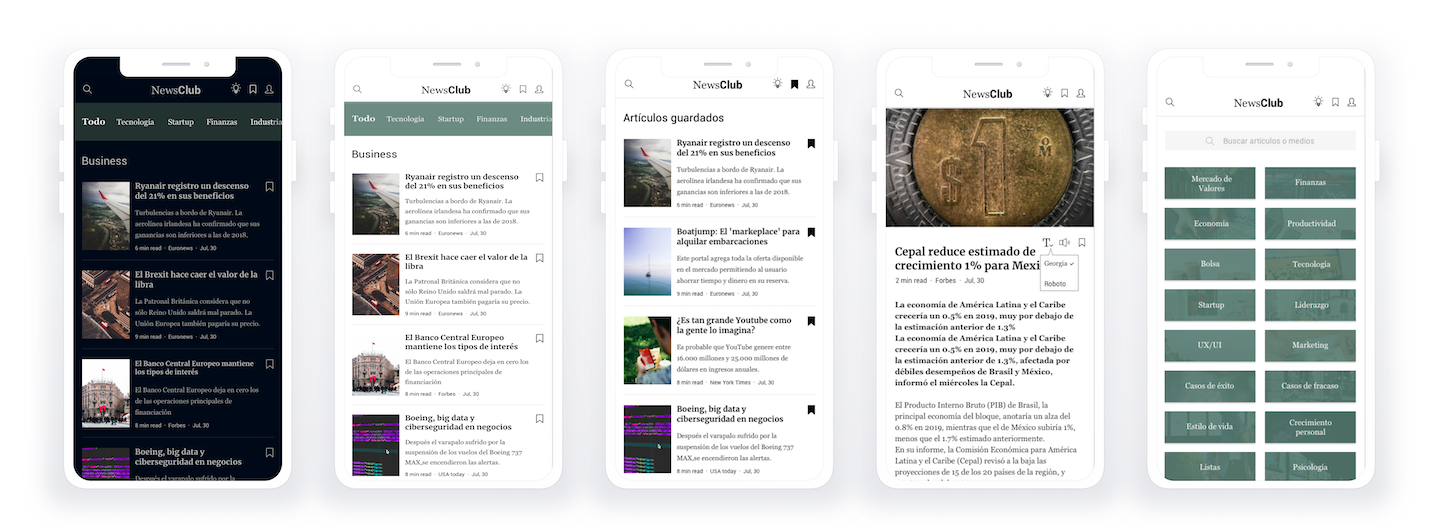 NewsClub
Todo Tecnología Startup Finanzas Industria
Business
Ryanair registro un descenso
del 21% en sus beneficios
Turbulencias a bordo de Ryanair. La
aerolínea irlandesa ha confirmado que sus
ganancias son inferiores a las de 2018.
6 min read · Euronews · Jul, 30
El Brexit hace caer el valor de la
libra
La Patronal Británica considera que no
sólo Reino Unido saldrá mal parado. La
Unión Europea también pagaría su precio.
9 min read · Euronews · Jul, 30
El Banco Central Europeo mantiene
los tipos de interés
El Banco Central Europeo deja en cero los
de las operaciones principales de
financiación
8 min read · Forbes · Jul, 30
Boeing, big data y
ciberseguridad en negocios
Después el varapalo sufrido por la
NewsClub
Todo Tecnología Startup Finanzas Industria
Business
Ryanair registro un descenso
del 21% en sus beneficios
Turbulencias a bordo de Ryanair. La
aerolínea irlandesa ha confirmado que sus
ganancias son inferiores a las de 2018.
6 min read · Euronews · Jul, 30
El Brexit hace caer el valor de la
libra
La Patronal Británica considera que no
sólo Reino Unido saldrá mal parado. La
Unión Europea también pagaría su precio.
9 min read · Euronews · Jul, 30
El Banco Central Europeo
mantiene los tipos de interés
El Banco Central Europeo deja en cero los
de las operaciones principales de
financiación
8 min read · Forbes · Jul, 30
Boeing, big data y
ciberseguridad en negocios
Después el varapalo sufrido por la
suspensión de los vuelos del Boeing 737
MAX,se encendieron las alertas.
8 min read · USA today · Jul, 30
NewsClub
Artículos guardados
Ryanair registro un descenso
del 21% en sus beneficios
Turbulencias a bordo de Ryanair. La
aerolínea irlandesa ha confirmado que sus
ganancias son inferiores a las de 2018.
6 min read · Euronews · Jul, 30
Boatjump: El 'markeplace' para
alquilar embarcaciones
Este portal agrega toda la oferta disponible
en el mercado permitiendo al usuario
ahorrar tiempo y dinero en su reserva.
9 min read · Euronews · Jul, 30
¿Es tan grande Youtube como
la gente lo imagina?
Es probable que YouTube genere entre
16.000 millones y 25.000 millones de
dólares en ingresos anuales.
8 min read · New York Times · Jul, 30
Boeing, big data y
ciberseguridad en negocios
Después el varapalo sufrido por la
suspensión de los vuelos del Boeing 737
MAX,se encendieron las alertas.
8 min read · USA today · Jul, 30
NewsClub
$1
OM
Cepal reduce estimado de
crecimiento 1% para Mexi
T
Georgia
Roboto
2 min read · Forbes · Jul, 30
La economía de América Latina y el Caribe
crecería un 0.5% en 2019, muy por debajo de
la estimación anterior de 1.3%
La economía de América Latina y el Caribe
crecería un 0.5% en 2019, muy por debajo de
la estimación anterior de 1.3%, afectada por
débiles desempeños de Brasil y México,
informó el miércoles la Cepal.
El Producto Interno Bruto (PIB) de Brasil, la
principal economía del bloque, anotaría un alza del
0.8% en 2019, mientras que el de México subiría 1%,
menos que el 1.7% estimado anteriormente.
En su informe, la Comisión Económica para América
Latina y el Caribe (Cepal) revisó a la baja las
proyecciones de 15 de los 20 países de la región, y
NewsClub
Buscar artículos o medios
Mercado de
Valores
Finanzas
Economía
Productividad
Bolsa
Tecnología
Startup
Liderazgo
UX/UI
Marketing
Casos de éxito
Casos de fracaso
Estilo de vida
Crecimiento
personal
Listas
Psicología